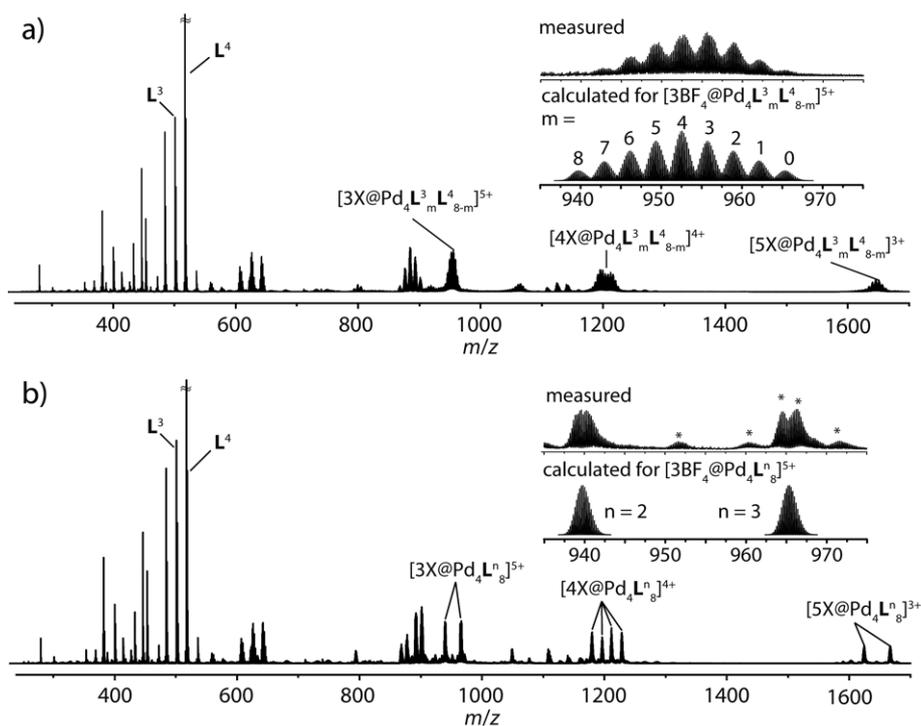 a)
L³
L⁴
[3X@Pd₄L³ₘL⁴₈₋ₘ]⁵⁺
[4X@Pd₄L³ₘL⁴₈₋ₘ]⁴⁺
[5X@Pd₄L³ₘL⁴₈₋ₘ]³⁺
measured
calculated for [3BF₄@Pd₄L³ₘL⁴₈₋ₘ]⁵⁺
m =
8 7 6 5 4 3 2 1 0
940 950 960 970
400 600 800 1000 1200 1400 1600
m/z
b)
L³
L⁴
[3X@Pd₄Lⁿ₈]⁵⁺
[4X@Pd₄Lⁿ₈]⁴⁺
[5X@Pd₄Lⁿ₈]³⁺
measured
* * * * *
calculated for [3BF₄@Pd₄Lⁿ₈]⁵⁺
n = 2 n = 3
940 950 960 970
400 600 800 1000 1200 1400 1600
m/z